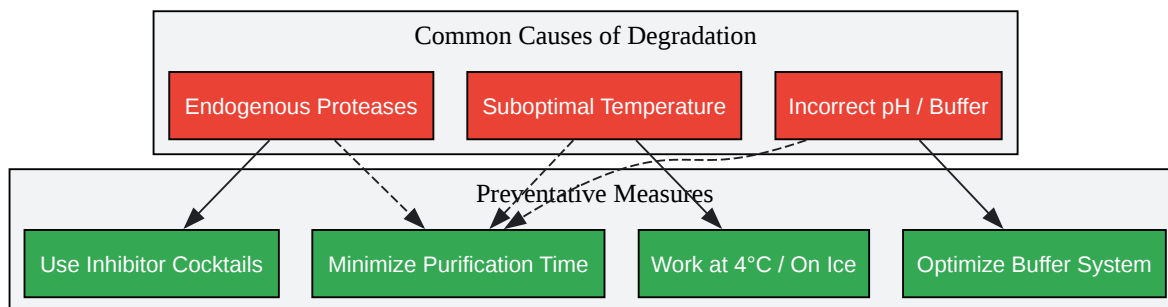 Common Causes of Degradation
Endogenous Proteases
Suboptimal Temperature
Incorrect pH / Buffer
Preventative Measures
Use Inhibitor Cocktails
Minimize Purification Time
Work at 4°C / On Ice
Optimize Buffer System